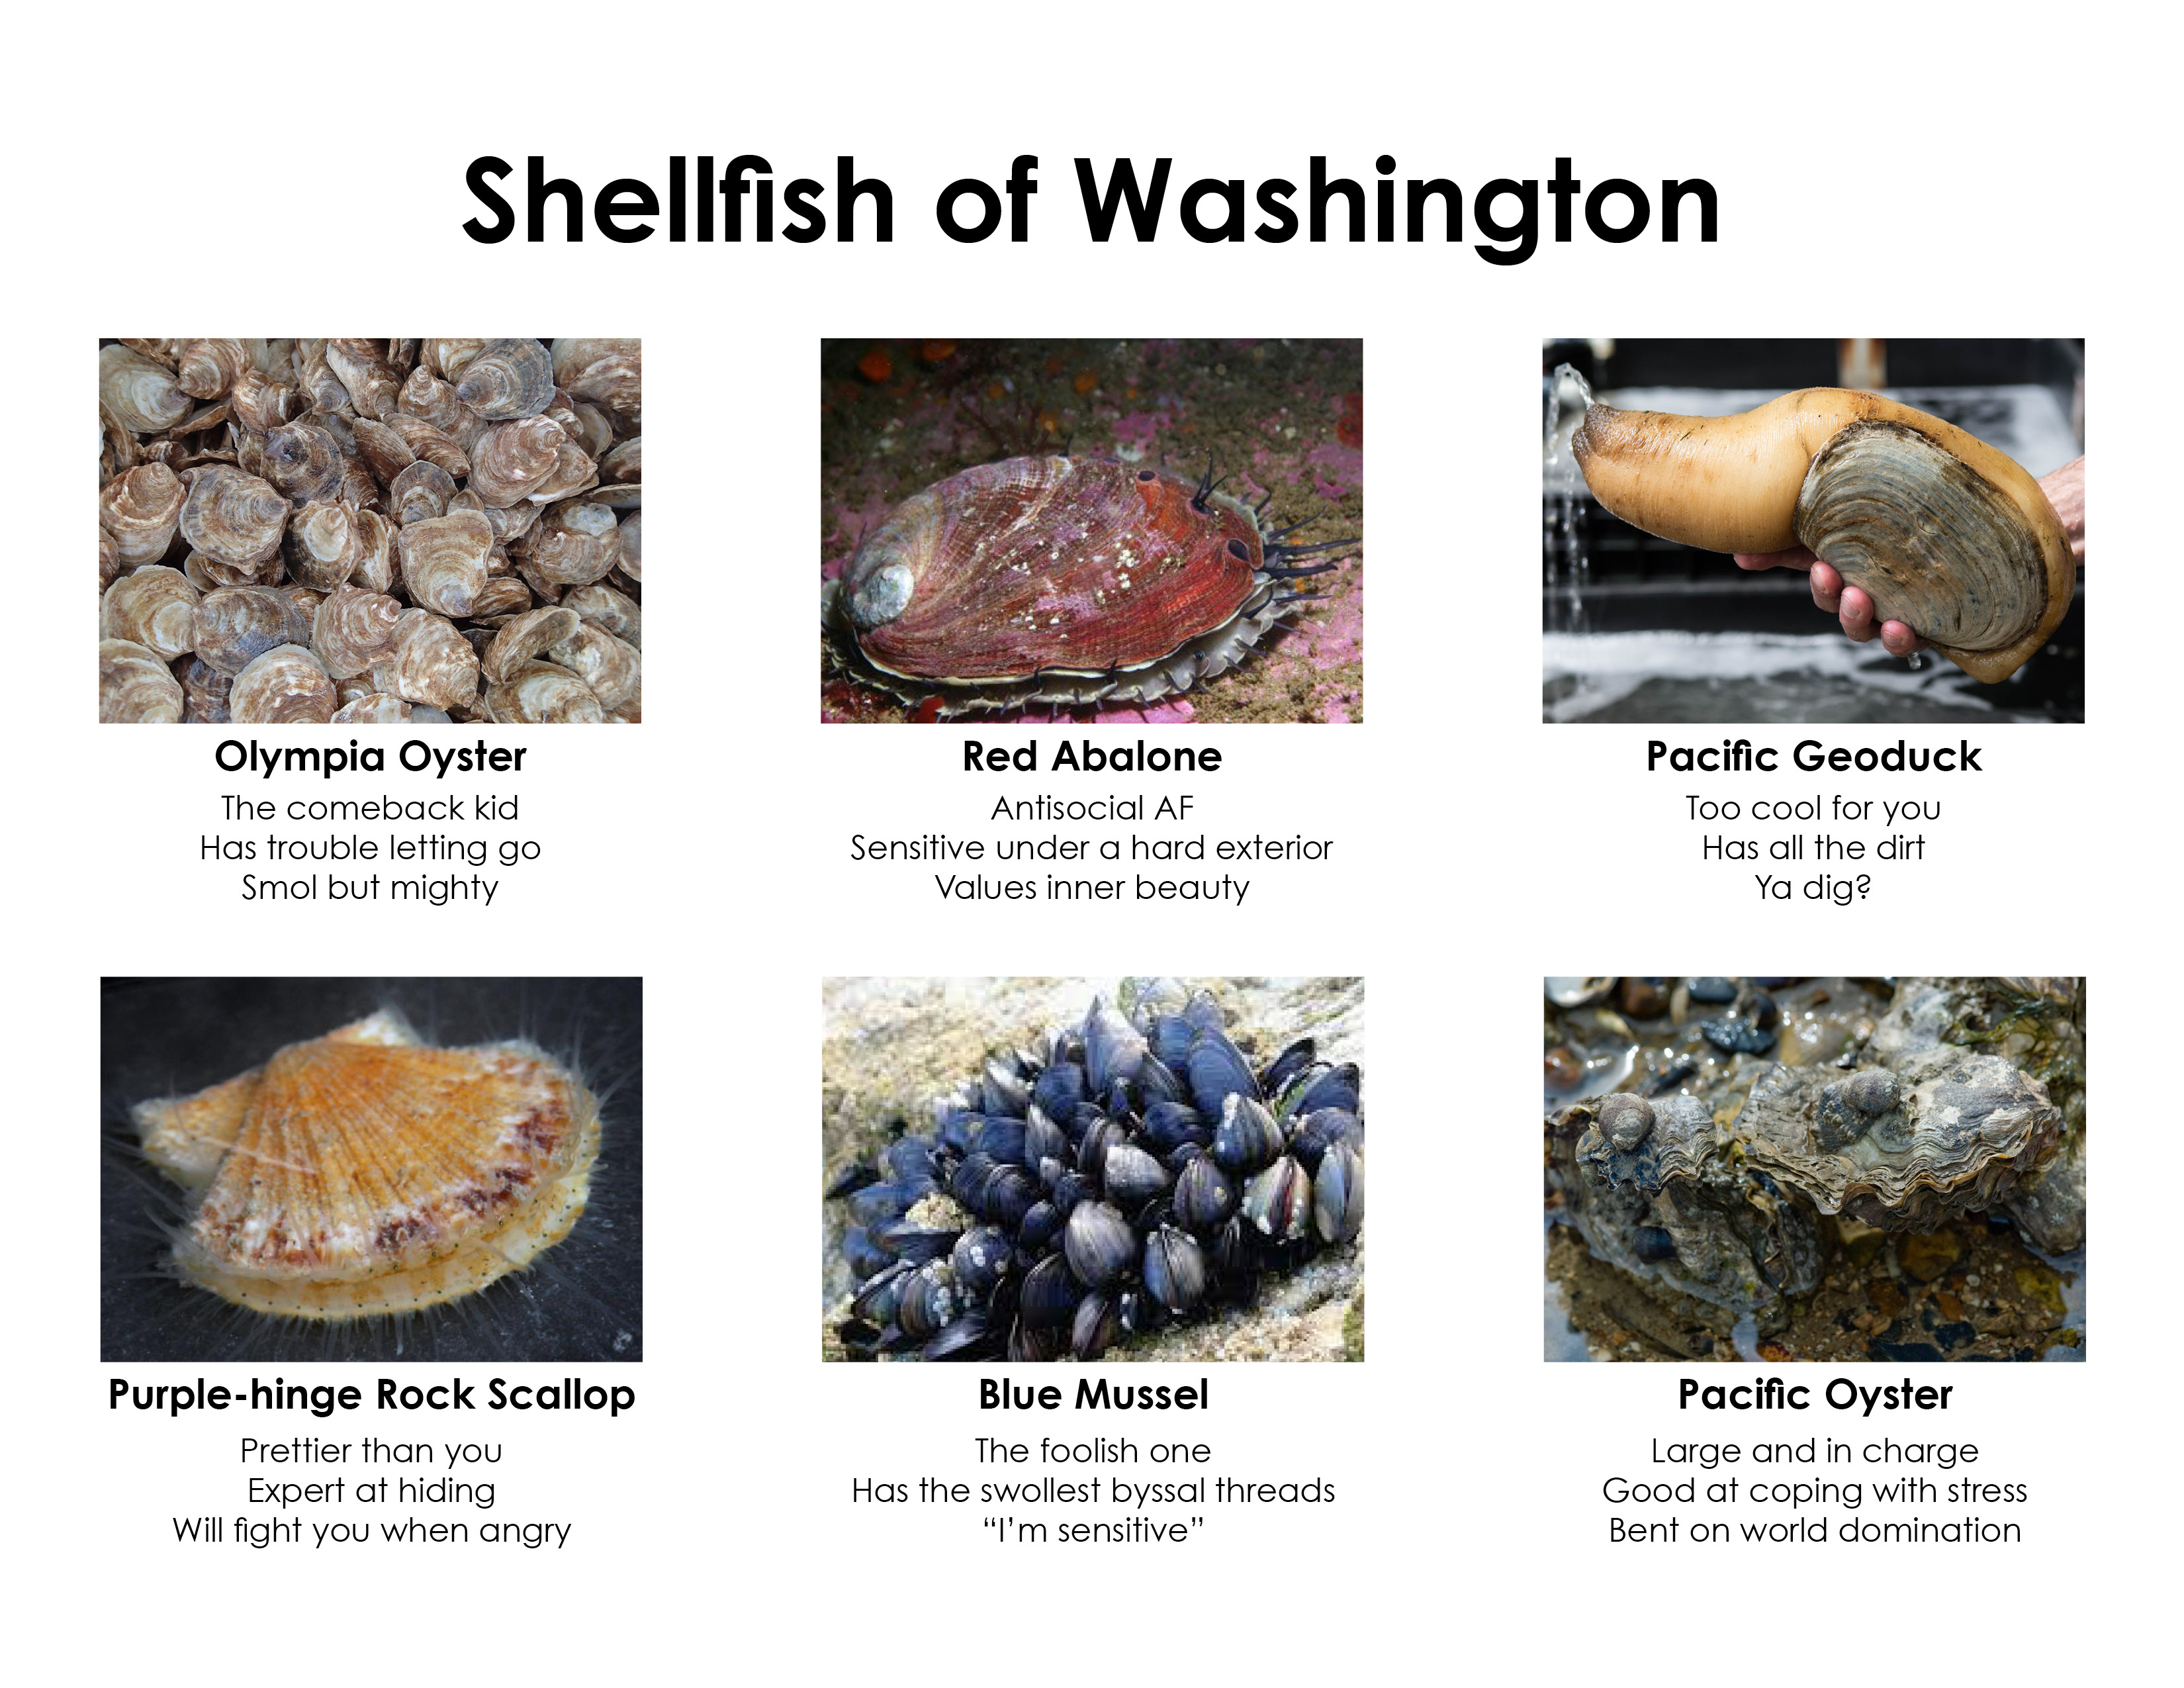 Shellfish of Washington
Olympia Oyster
The comeback kid
Has trouble letting go
Smol but mighty
Red Abalone
Antisocial AF
Sensitive under a hard exterior
Values inner beauty
Pacific Geoduck
Too cool for you
Has all the dirt
Ya dig?
Purple-hinge Rock Scallop
Prettier than you
Expert at hiding
Will fight you when angry
Blue Mussel
The foolish one
Has the swollest byssal threads
“I’m sensitive”
Pacific Oyster
Large and in charge
Good at coping with stress
Bent on world domination